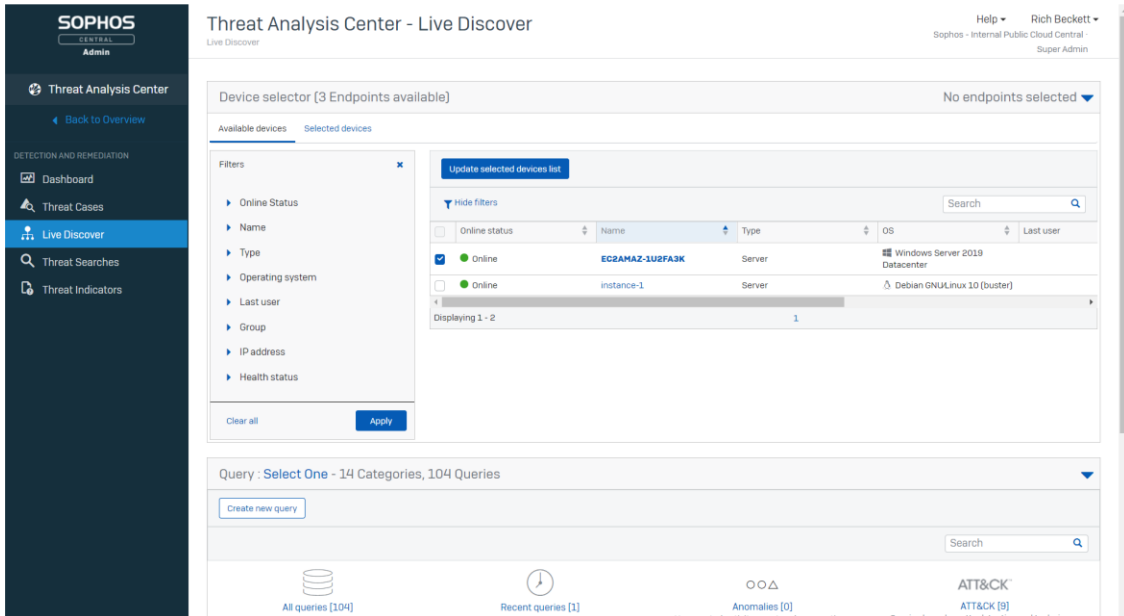 SOPHOS
CENTRAL
Admin
Threat Analysis Center
Back to Overview
DETECTION AND REMEDIATION
Dashboard
Threat Cases
Live Discover
Threat Searches
Threat Indicators
Threat Analysis Center - Live Discover
Live Discover
Help
Rich Beckett
Sophos - Internal Public Cloud Central ·
Super Admin
Device selector (3 Endpoints available)
No endpoints selected
Available devices Selected devices
Filters
Online Status
Name
Type
Operating system
Last user
Group
IP address
Health status
Clear all Apply
Update selected devices list
Hide filters
Search
Online status Name Type OS Last user
Online EC2AMAZ-1U2FA3K Server Windows Server 2019
Datacenter
Online instance-1 Server Debian GNU/Linux 10 (buster)
Displaying 1 - 2 1
Query : Select One - 14 Categories, 104 Queries
Create new query
Search
ATT&CK
All queries [104] Recent queries [1] Anomalies [0] ATT&CK [9]